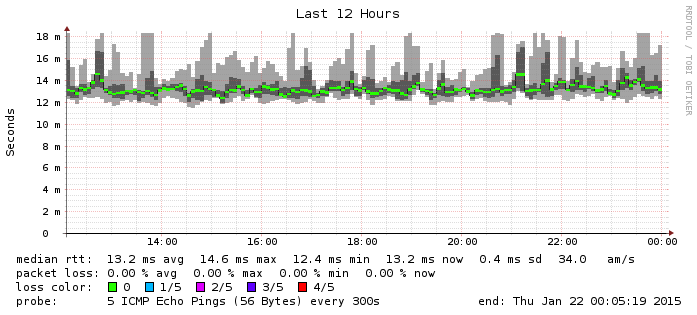 Last 12 Hours
RRDTOOL / TOBI OETIKER
Seconds
18 m
16 m
14 m
12 m
10 m
8 m
6 m
4 m
2 m
0
14:00 16:00 18:00 20:00 22:00 00:00
median rtt: 13.2 ms avg 14.6 ms max 12.4 ms min 13.2 ms now 0.4 ms sd 34.0 am/s
packet loss: 0.00 % avg 0.00 % max 0.00 % min 0.00 % now
loss color: 0 1/5 2/5 3/5 4/5
probe: 5 ICMP Echo Pings (56 Bytes) every 300s end: Thu Jan 22 00:05:19 2015